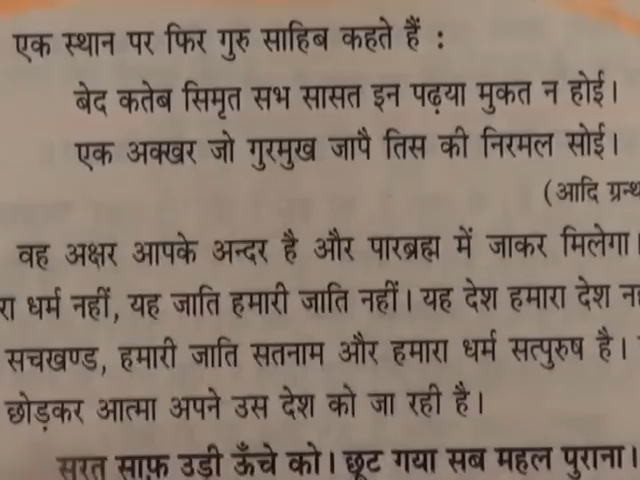 एक स्थान पर फिर गुरु साहिब कहते हैं :
बेद कतेब सिमृत सभ सासत इन पढ़या मुकत न होई।
एक अक्खर जो गुरमुख जापै तिस की निरमल सोई।
(आदि ग्रन्थ
वह अक्षर आपके अन्दर है और पारब्रह्म में जाकर मिलेगा।
रा धर्म नहीं, यह जाति हमारी जाति नहीं। यह देश हमारा देश
सचखण्ड, हमारी जाति सतनाम और हमारा धर्म सत्पुरुष है।
छोड़कर आत्मा अपने उस देश को जा रही है।
सुरत साफ़ उड़ी ऊँचे को। छूट गया सब महल पुराना।